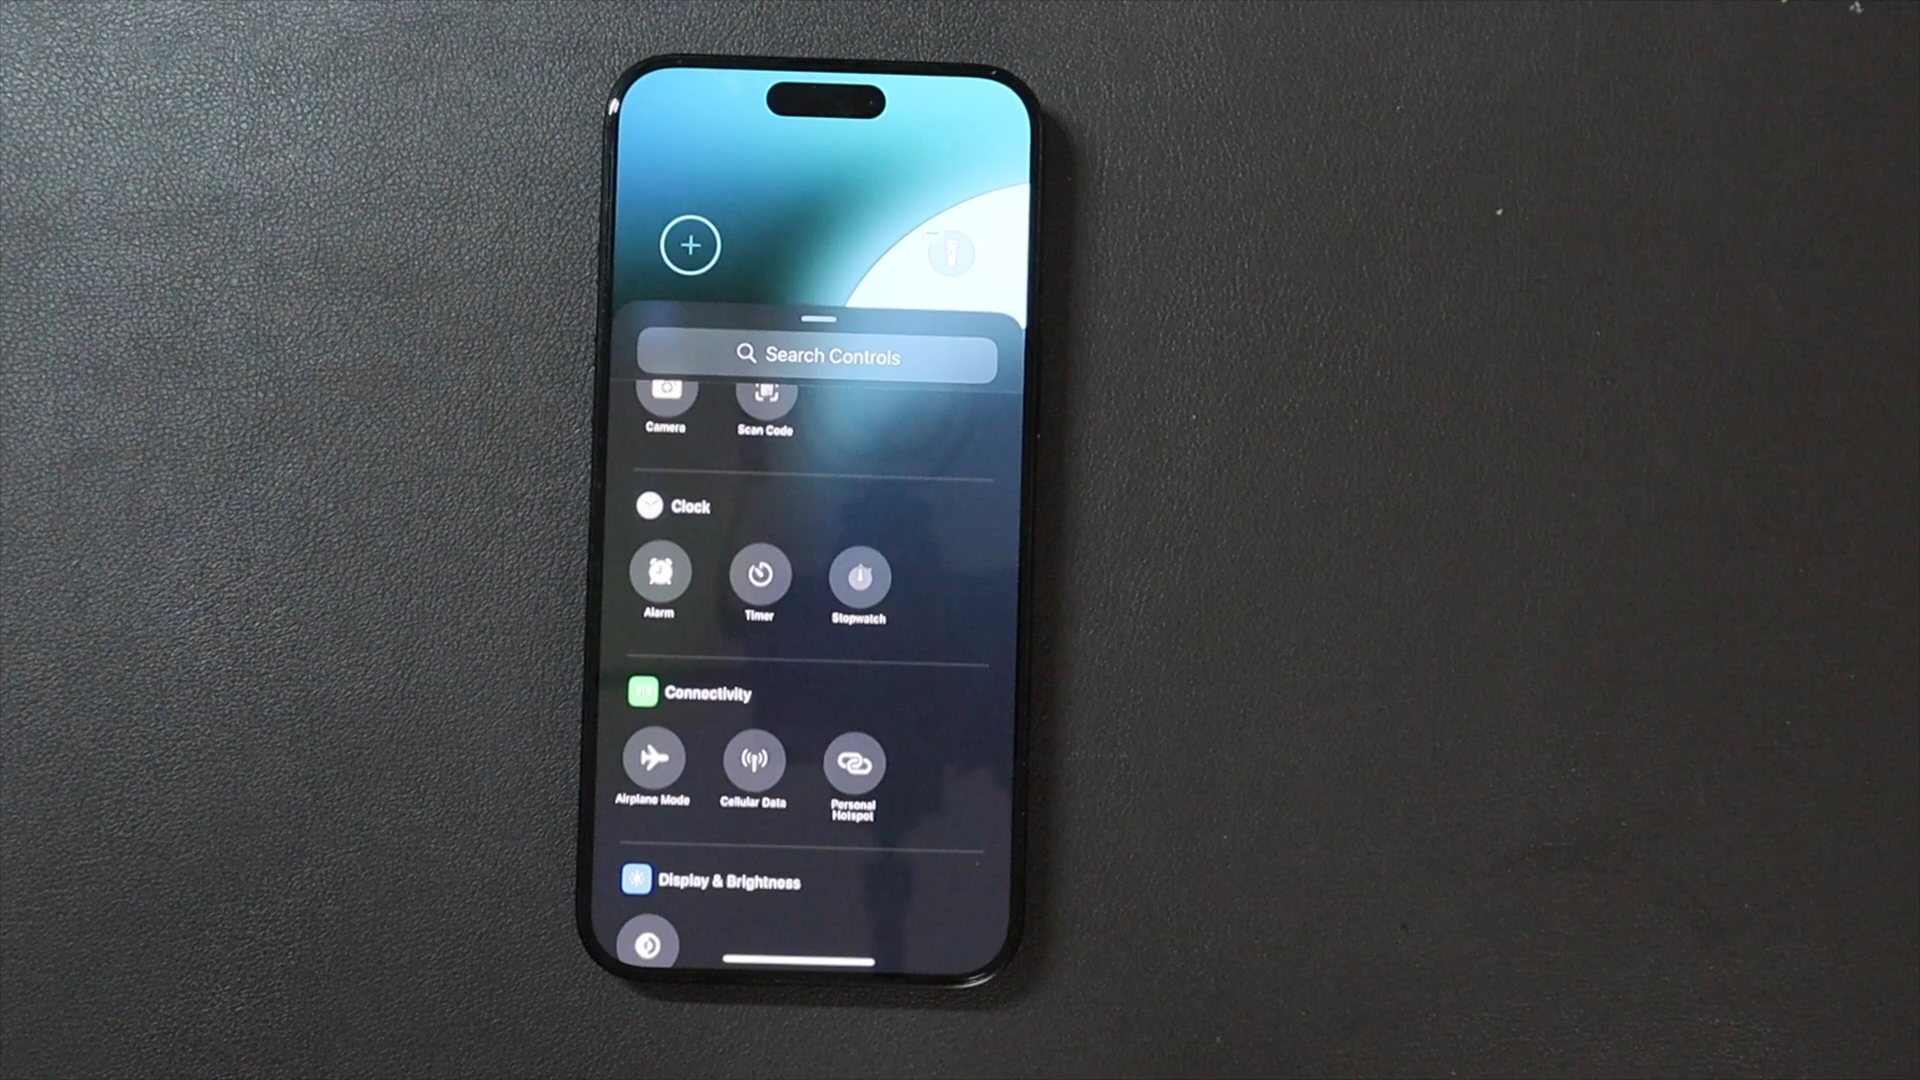 Search Controls
Camera
Scan Code
Clock
Alarm
Timer
Stopwatch
Connectivity
Airplane Mode
Cellular Data
Personal
Hotspot
Display & Brightness